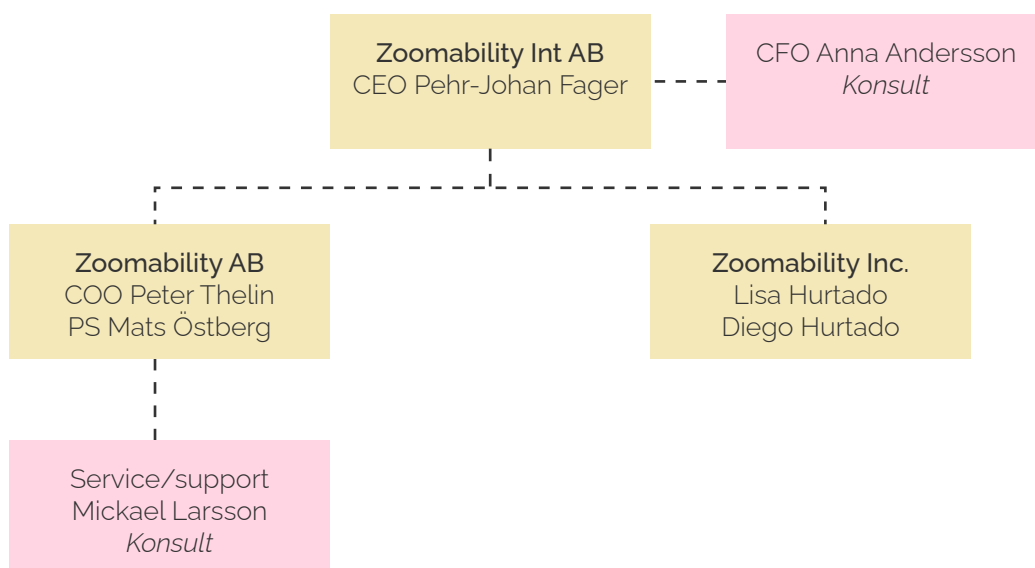 Zoomability Int AB
CEO Pehr-Johan Fager
CFO Anna Andersson
Konsult
Zoomability AB
COO Peter Thelin
PS Mats Östberg
Zoomability Inc.
Lisa Hurtado
Diego Hurtado
Service/support
Mickael Larsson
Konsult